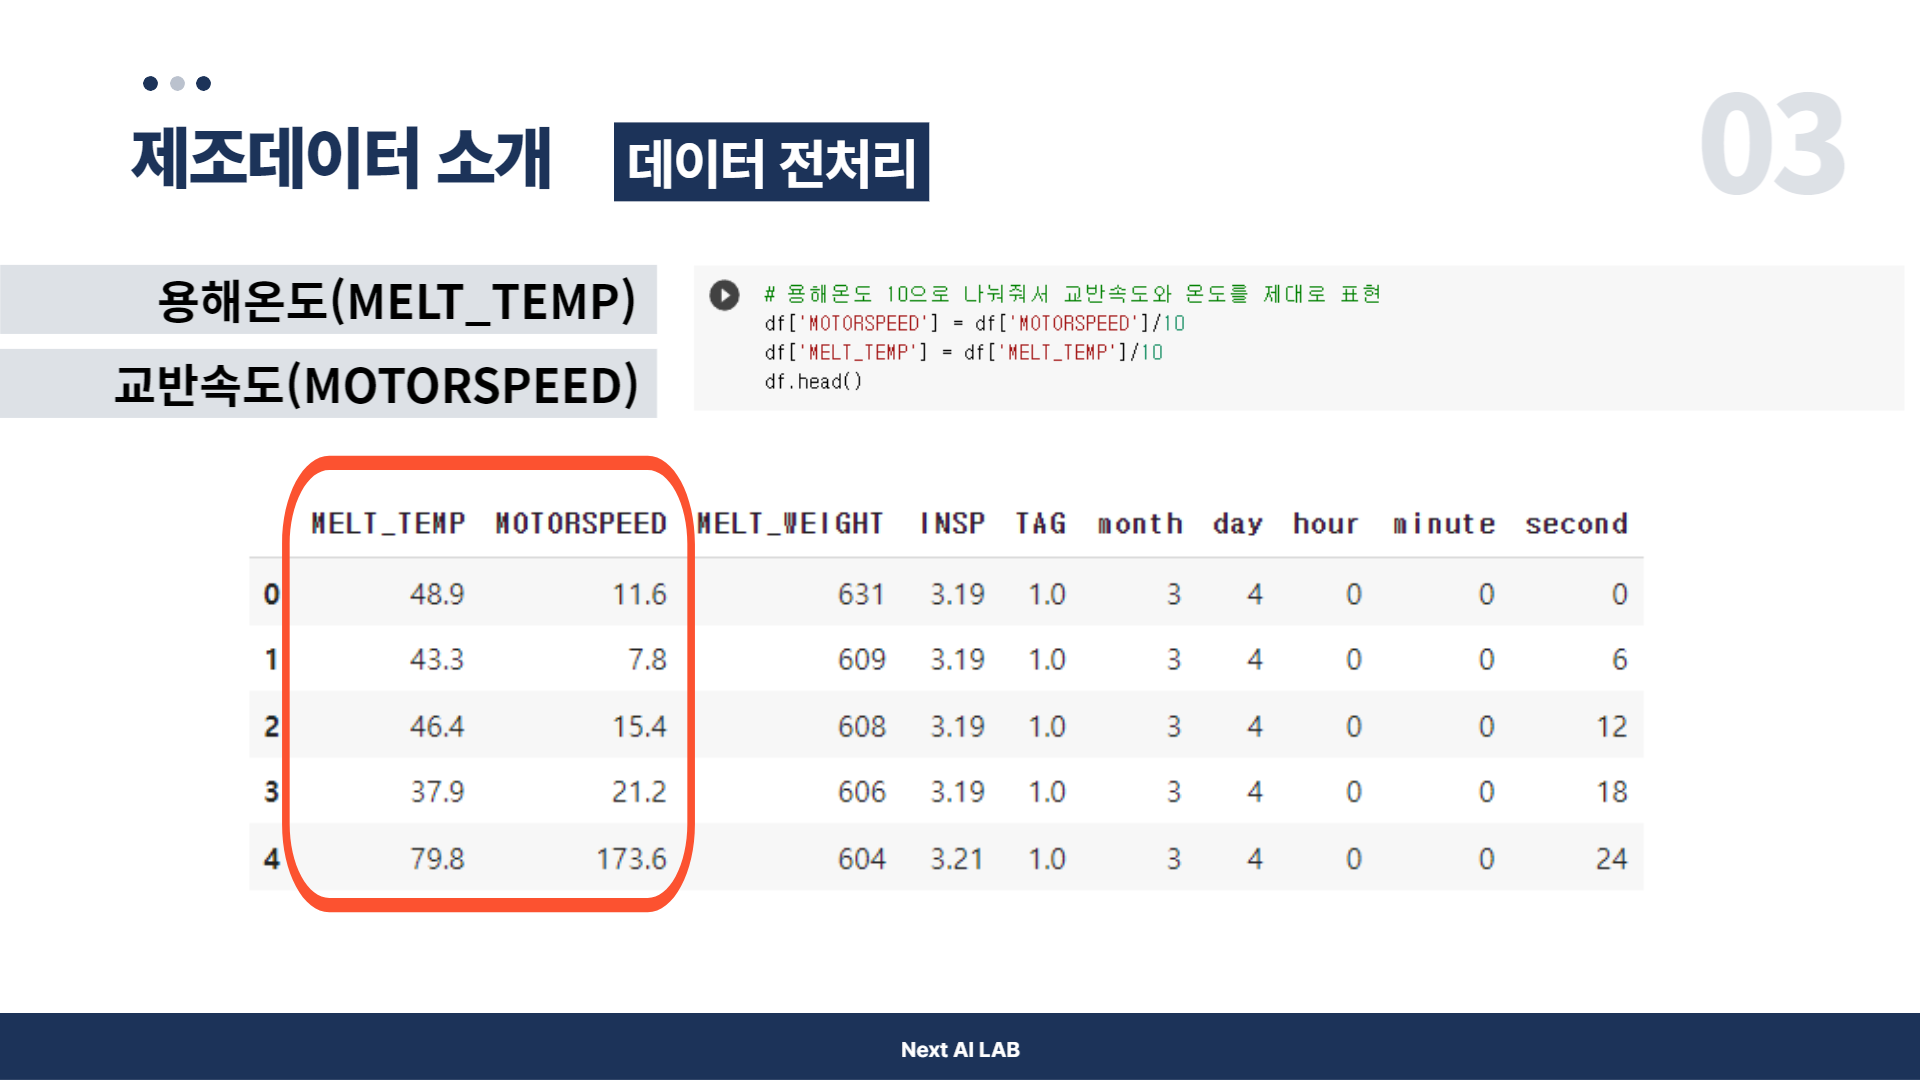 03
제조데이터 소개 데이터 전처리
용해온도(MELT_TEMP)
교반속도(MOTORSPEED)
# 용해온도 10으로 나눠줘서 교반속도와 온도를 제대로 표현
df['MOTORSPEED'] = df['MOTORSPEED']/10
df['MELT_TEMP'] = df['MELT_TEMP']/10
df.head()
MELT_TEMP MOTORSPEED MELT_WEIGHT INSP TAG month day hour minute second
0 48.9 11.6 631 3.19 1.0 3 4 0 0 0
1 43.3 7.8 609 3.19 1.0 3 4 0 0 6
2 46.4 15.4 608 3.19 1.0 3 4 0 0 12
3 37.9 21.2 606 3.19 1.0 3 4 0 0 18
4 79.8 173.6 604 3.21 1.0 3 4 0 0 24
Next AI LAB